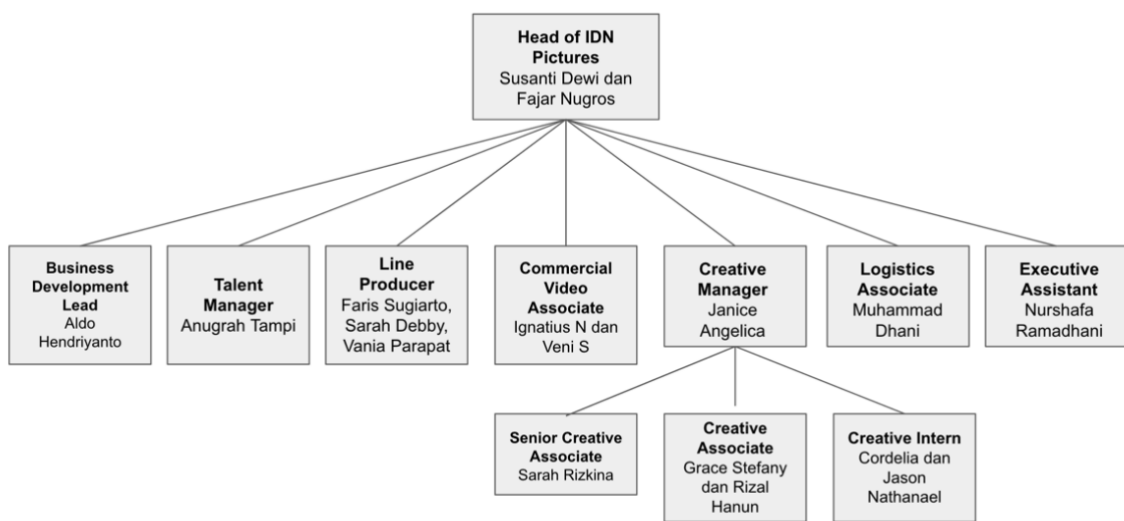 Head of IDN
Pictures
Susanti Dewi dan
Fajar Nugros
Business
Development
Lead
Aldo
Hendriyanto
Talent
Manager
Anugrah Tampi
Line
Producer
Faris Sugiarto,
Sarah Debby,
Vania Parapat
Commercial
Video
Associate
Ignatius N dan
Veni S
Creative
Manager
Janice
Angelica
Logistics
Associate
Muhammad
Dhani
Executive
Assistant
Nurshafa
Ramadhani
Senior Creative
Associate
Sarah Rizkina
Creative
Associate
Grace Stefany
dan Rizal
Hanun
Creative Intern
Cordelia dan
Jason
Nathanael